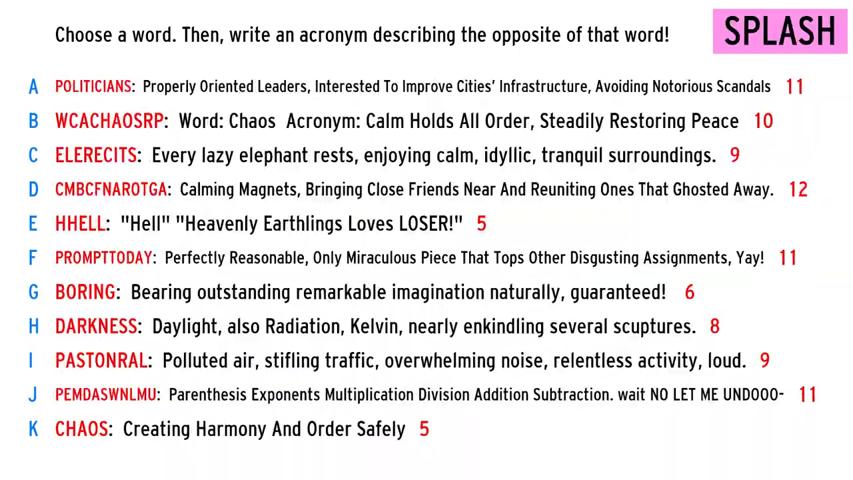 Choose a word. Then, write an acronym describing the opposite of that word!
SPLASH
A POLITICIANS: Properly Oriented Leaders, Interested To Improve Cities' Infrastructure, Avoiding Notorious Scandals 11
B WCACHAOSRP: Word: Chaos Acronym: Calm Holds All Order, Steadily Restoring Peace 10
C ELERECITS: Every lazy elephant rests, enjoying calm, idyllic, tranquil surroundings. 9
D CMBCFNAROTGA: Calming Magnets, Bringing Close Friends Near And Reuniting Ones That Ghosted Away. 12
E HHELL: "Hell" "Heavenly Earthlings Loves LOSER!" 5
F PROMPTTODAY: Perfectly Reasonable, Only Miraculous Piece That Tops Other Disgusting Assignments, Yay! 11
G BORING: Bearing outstanding remarkable imagination naturally, guaranteed! 6
H DARKNESS: Daylight, also Radiation, Kelvin, nearly enkindling several scuptures. 8
I PASTONRAL: Polluted air, stifling traffic, overwhelming noise, relentless activity, loud. 9
J PEMDASWNLMU: Parenthesis Exponents Multiplication Division Addition Subtraction. wait NO LET ME UNDOOO- 11
K CHAOS: Creating Harmony And Order Safely 5